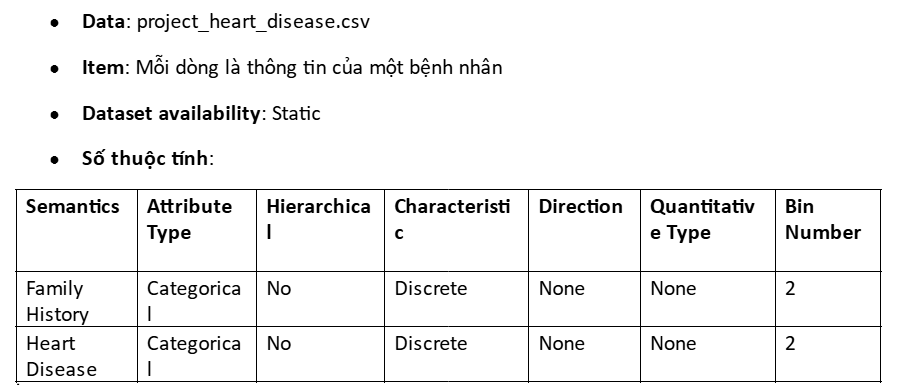 • Data: project_heart_disease.csv
• Item: Mỗi dòng là thông tin của một bệnh nhân
• Dataset availability: Static
• Số thuộc tính:
Semantics Attribute Type Hierarchical Characteristic Direction Quantitative Type Bin Number
Family History Categorical No Discrete None None 2
Heart Disease Categorical No Discrete None None 2